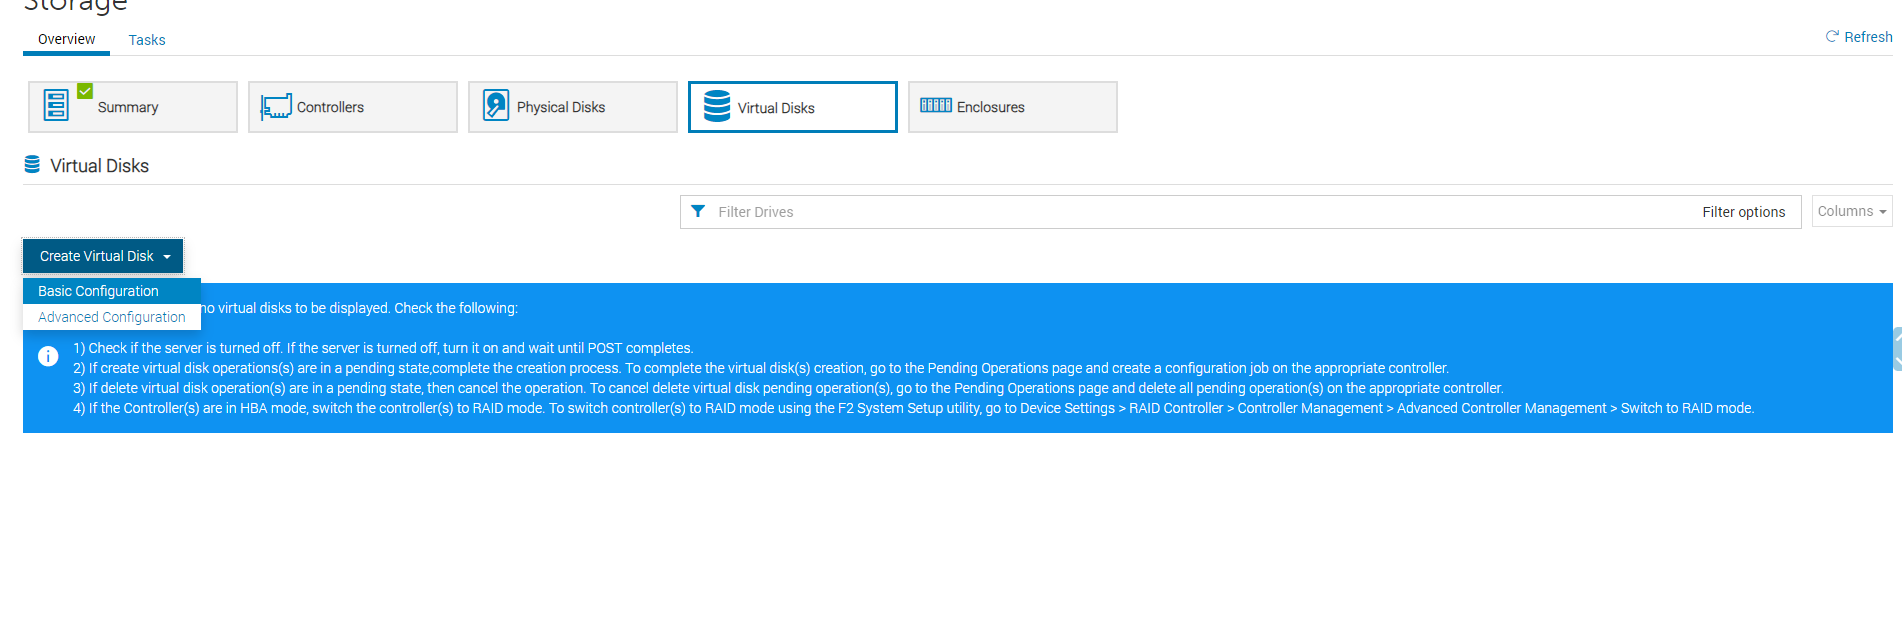 Storage
Overview
Tasks
Refresh
Summary
Controllers
Physical Disks
Virtual Disks
Enclosures
Virtual Disks
Filter Drives
Filter options
Columns
Create Virtual Disk
Basic Configuration
Advanced Configuration
no virtual disks to be displayed. Check the following:
1) Check if the server is turned off. If the server is turned off, turn it on and wait until POST completes.
2) If create virtual disk operations(s) are in a pending state,complete the creation process. To complete the virtual disk(s) creation, go to the Pending Operations page and create a configuration job on the appropriate controller.
3) If delete virtual disk operation(s) are in a pending state, then cancel the operation. To cancel delete virtual disk pending operation(s), go to the Pending Operations page and delete all pending operation(s) on the appropriate controller.
4) If the Controller(s) are in HBA mode, switch the controller(s) to RAID mode. To switch controller(s) to RAID mode using the F2 System Setup utility, go to Device Settings > RAID Controller > Controller Management > Advanced Controller Management > Switch to RAID mode.